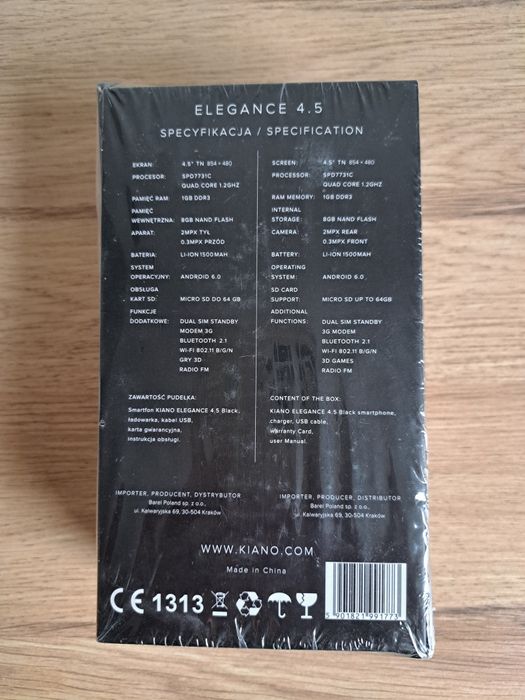 ELEGANCE 4.5
SPECYFIKACJA / SPECIFICATION
EKRAN: 4.5" TN 854 x 480
PROCESOR: SPD7731C
QUAD CORE 1.2GHZ
PAMIĘĆ RAM: 1GB DDR3
PAMIĘĆ
WEWNĘTRZNA: 8GB NAND FLASH
APARAT: 2MPX TYŁ
0.3MPX PRZÓD
BATERIA: LI-ION 1500MAH
SYSTEM
OPERACYJNY: ANDROID 6.0
OBSŁUGA
KART SD: MICRO SD DO 64 GB
FUNKCJE
DODATKOWE: DUAL SIM STANDBY
MODEM 3G
BLUETOOTH 2.1
WI-FI 802.11 B/G/N
GRY 3D
RADIO FM
ZAWARTOŚĆ PUDEŁKA:
Smartfon KIANO ELEGANCE 4.5 Black,
ładowarka, kabel USB,
karta gwarancyjna,
instrukcja obsługi.
SCREEN: 4.5" TN 854 x 480
PROCESSOR: SPD7731C
QUAD CORE 1.2GHZ
RAM MEMORY: 1GB DDR3
INTERNAL
STORAGE: 8GB NAND FLASH
CAMERA: 2MPX REAR
0.3MPX FRONT
BATTERY: LI-ION 1500MAH
OPERATING
SYSTEM: ANDROID 6.0
SD CARD
SUPPORT: MICRO SD UP TO 64GB
ADDITIONAL
FUNCTIONS: DUAL SIM STANDBY
3G MODEM
BLUETOOTH 2.1
WI-FI 802.11 B/G/N
3D GAMES
RADIO FM
CONTENT OF THE BOX:
KIANO ELEGANCE 4.5 Black smartphone,
charger, USB cable,
warranty Card,
user Manual.
IMPORTER, PRODUCENT, DYSTRYBUTOR
Barel Poland sp. z o.o.,
ul. Kalwaryjska 69, 30-504 Kraków
IMPORTER, PRODUCER, DISTRIBUTOR
Barel Poland sp. z o.o.,
ul. Kalwaryjska 69, 30-504 Kraków
WWW.KIANO.COM
Made in China
CE 1313
5 901821 991773